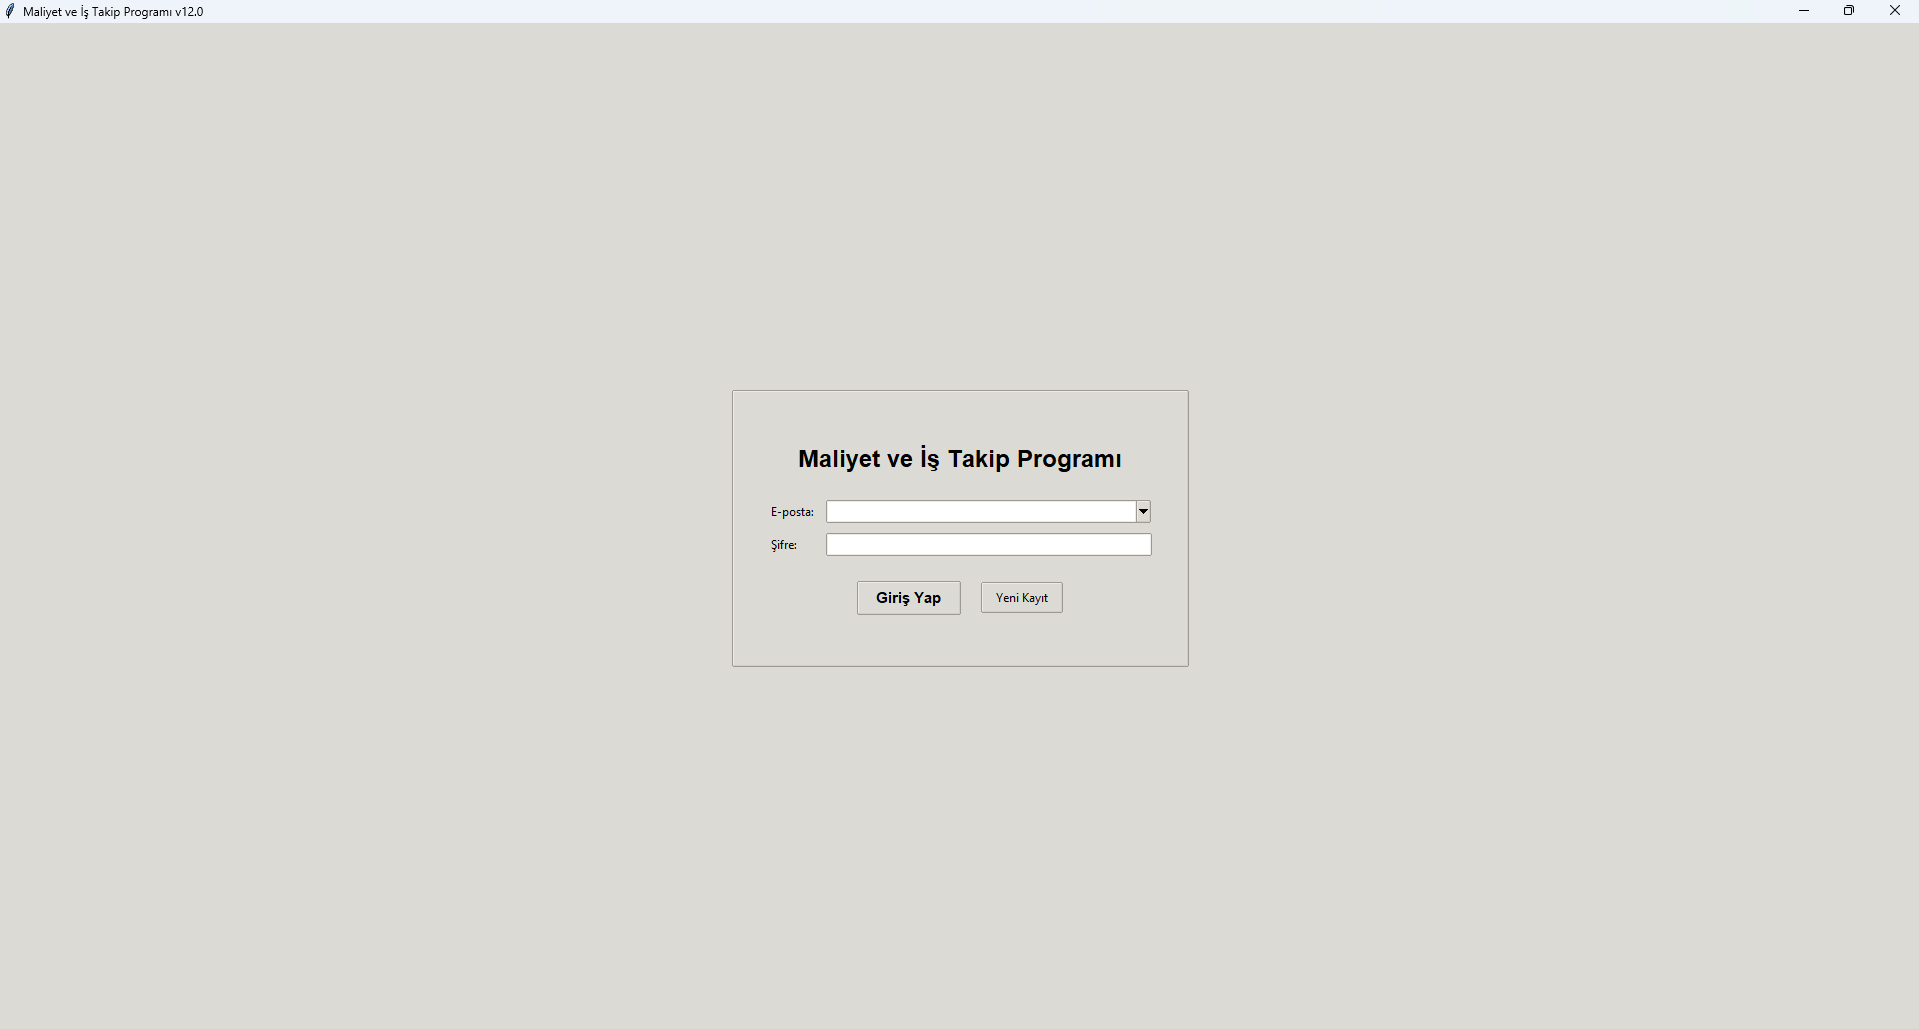 Maliyet ve İş Takip Programı v12.0
Maliyet ve İş Takip Programı
E-posta:
Şifre:
Giriş Yap Yeni Kayıt